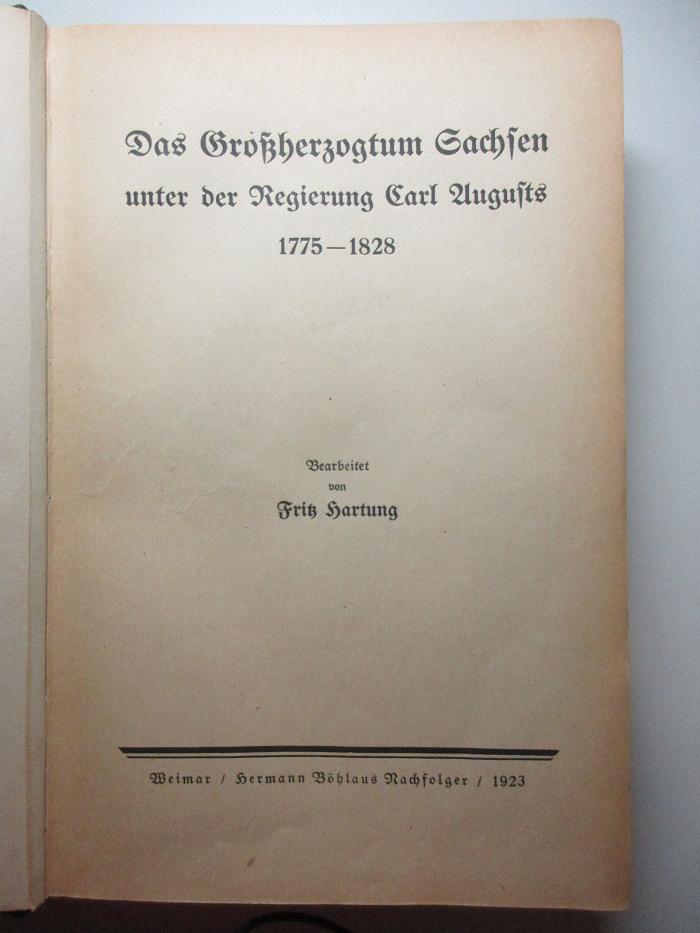 Das Großherzogtum Sachſen
unter der Regierung Carl Auguſts
1775—1828
Bearbeitet
von
Fritz Hartung
Weimar / Hermann Böhlaus Nachfolger / 1923